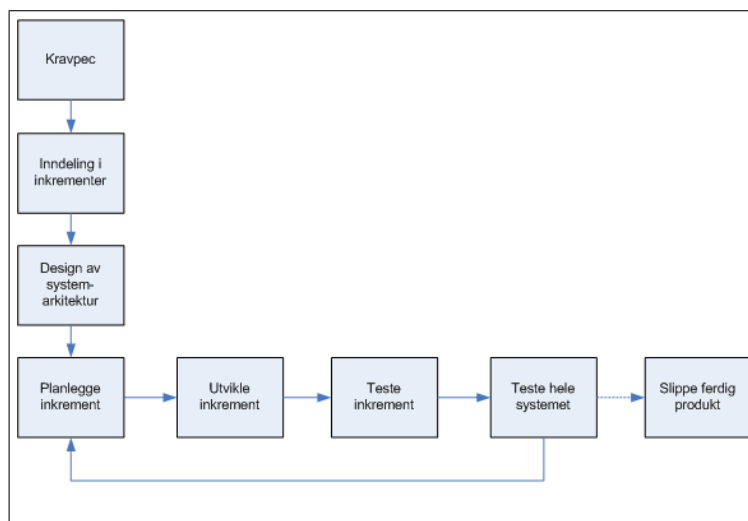 Kravpec
Inndeling i
inkrementer
Design av
system-
arkitektur
Planlegge
inkrement
Utvikle
inkrement
Teste
inkrement
Teste hele
systemet
Slippe ferdig
produkt